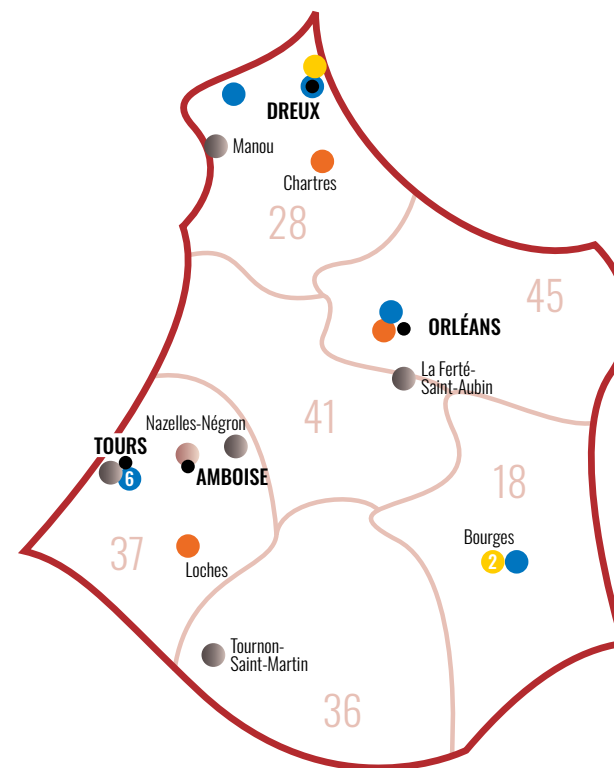 DREUX
Manou
Chartres
28
45
ORLÉANS
La Ferté-
Saint-Aubin
41
Nazelles-Négron
TOURS
6
AMBOISE
18
Bourges
2
37
Loches
Tournon-
Saint-Martin
36